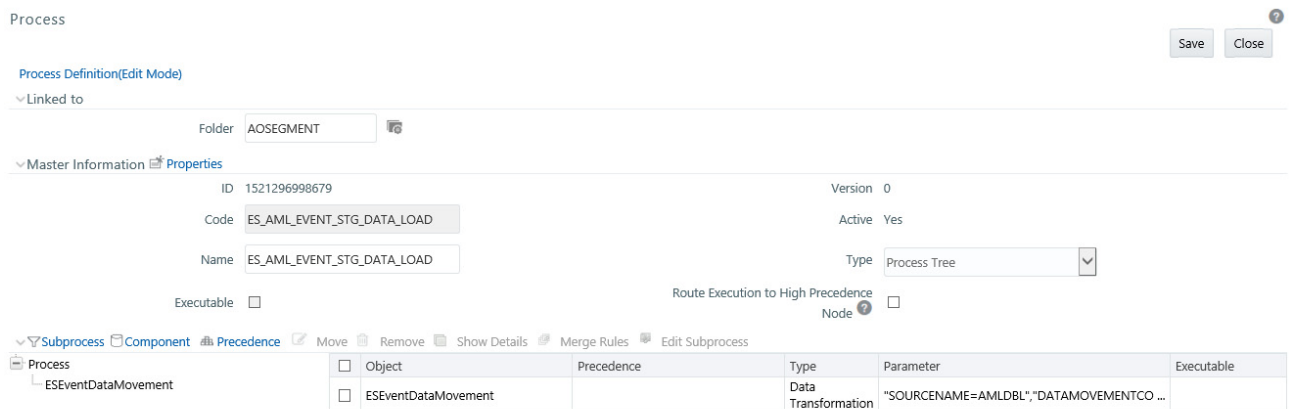 Process
Save Close
Process Definition(Edit Mode)
Linked to
Folder AOSEGMENT
Master Information Properties
ID 1521296998679 Version 0
Code ES_AML_EVENT_STG_DATA_LOAD Active Yes
Name ES_AML_EVENT_STG_DATA_LOAD Type Process Tree
Executable Route Execution to High Precedence
Node ?
Subprocess Component Precedence Move Remove Show Details Merge Rules Edit Subprocess
Process Object Precedence Type Parameter Executable
ESEventDataMovement ESEventDataMovement Data "SOURCENAME=AMLDBL","DATAMOVEMENTCO ...
Transformation